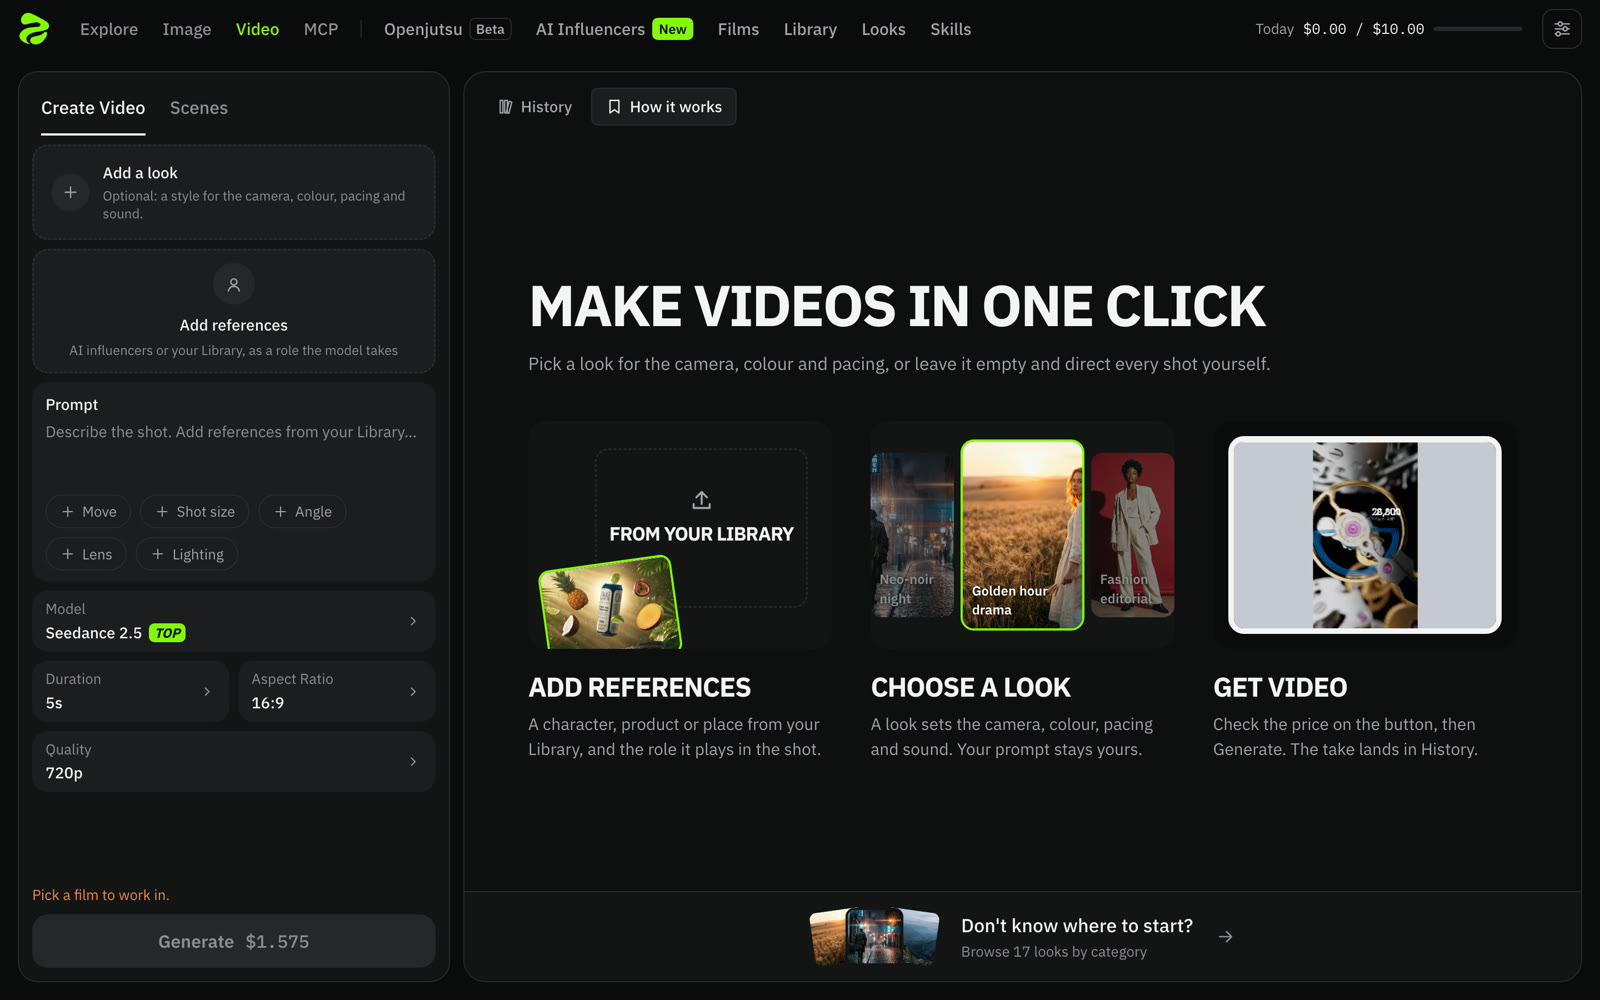 Explore
Image
Video
MCP
Openjutsu Beta
AI Influencers New
Films
Library
Looks
Skills
Today $0.00 / $10.00
Create Video
Scenes
Add a look
Optional: a style for the camera, colour, pacing and
sound.
Add references
AI influencers or your Library, as a role the model takes
Prompt
Describe the shot. Add references from your Library...
+ Move
+ Shot size
+ Angle
+ Lens
+ Lighting
Model
Seedance 2.5 TOP
Duration
5s
Aspect Ratio
16:9
Quality
720p
Pick a film to work in.
Generate $1.575
History
How it works
MAKE VIDEOS IN ONE CLICK
Pick a look for the camera, colour and pacing, or leave it empty and direct every shot yourself.
FROM YOUR LIBRARY
ADD REFERENCES
A character, product or place from your
Library, and the role it plays in the shot.
Neo-noir
night
Golden hour
drama
Fashion
editorial
CHOOSE A LOOK
A look sets the camera, colour, pacing
and sound. Your prompt stays yours.
28,800
GET VIDEO
Check the price on the button, then
Generate. The take lands in History.
Don't know where to start?
Browse 17 looks by category